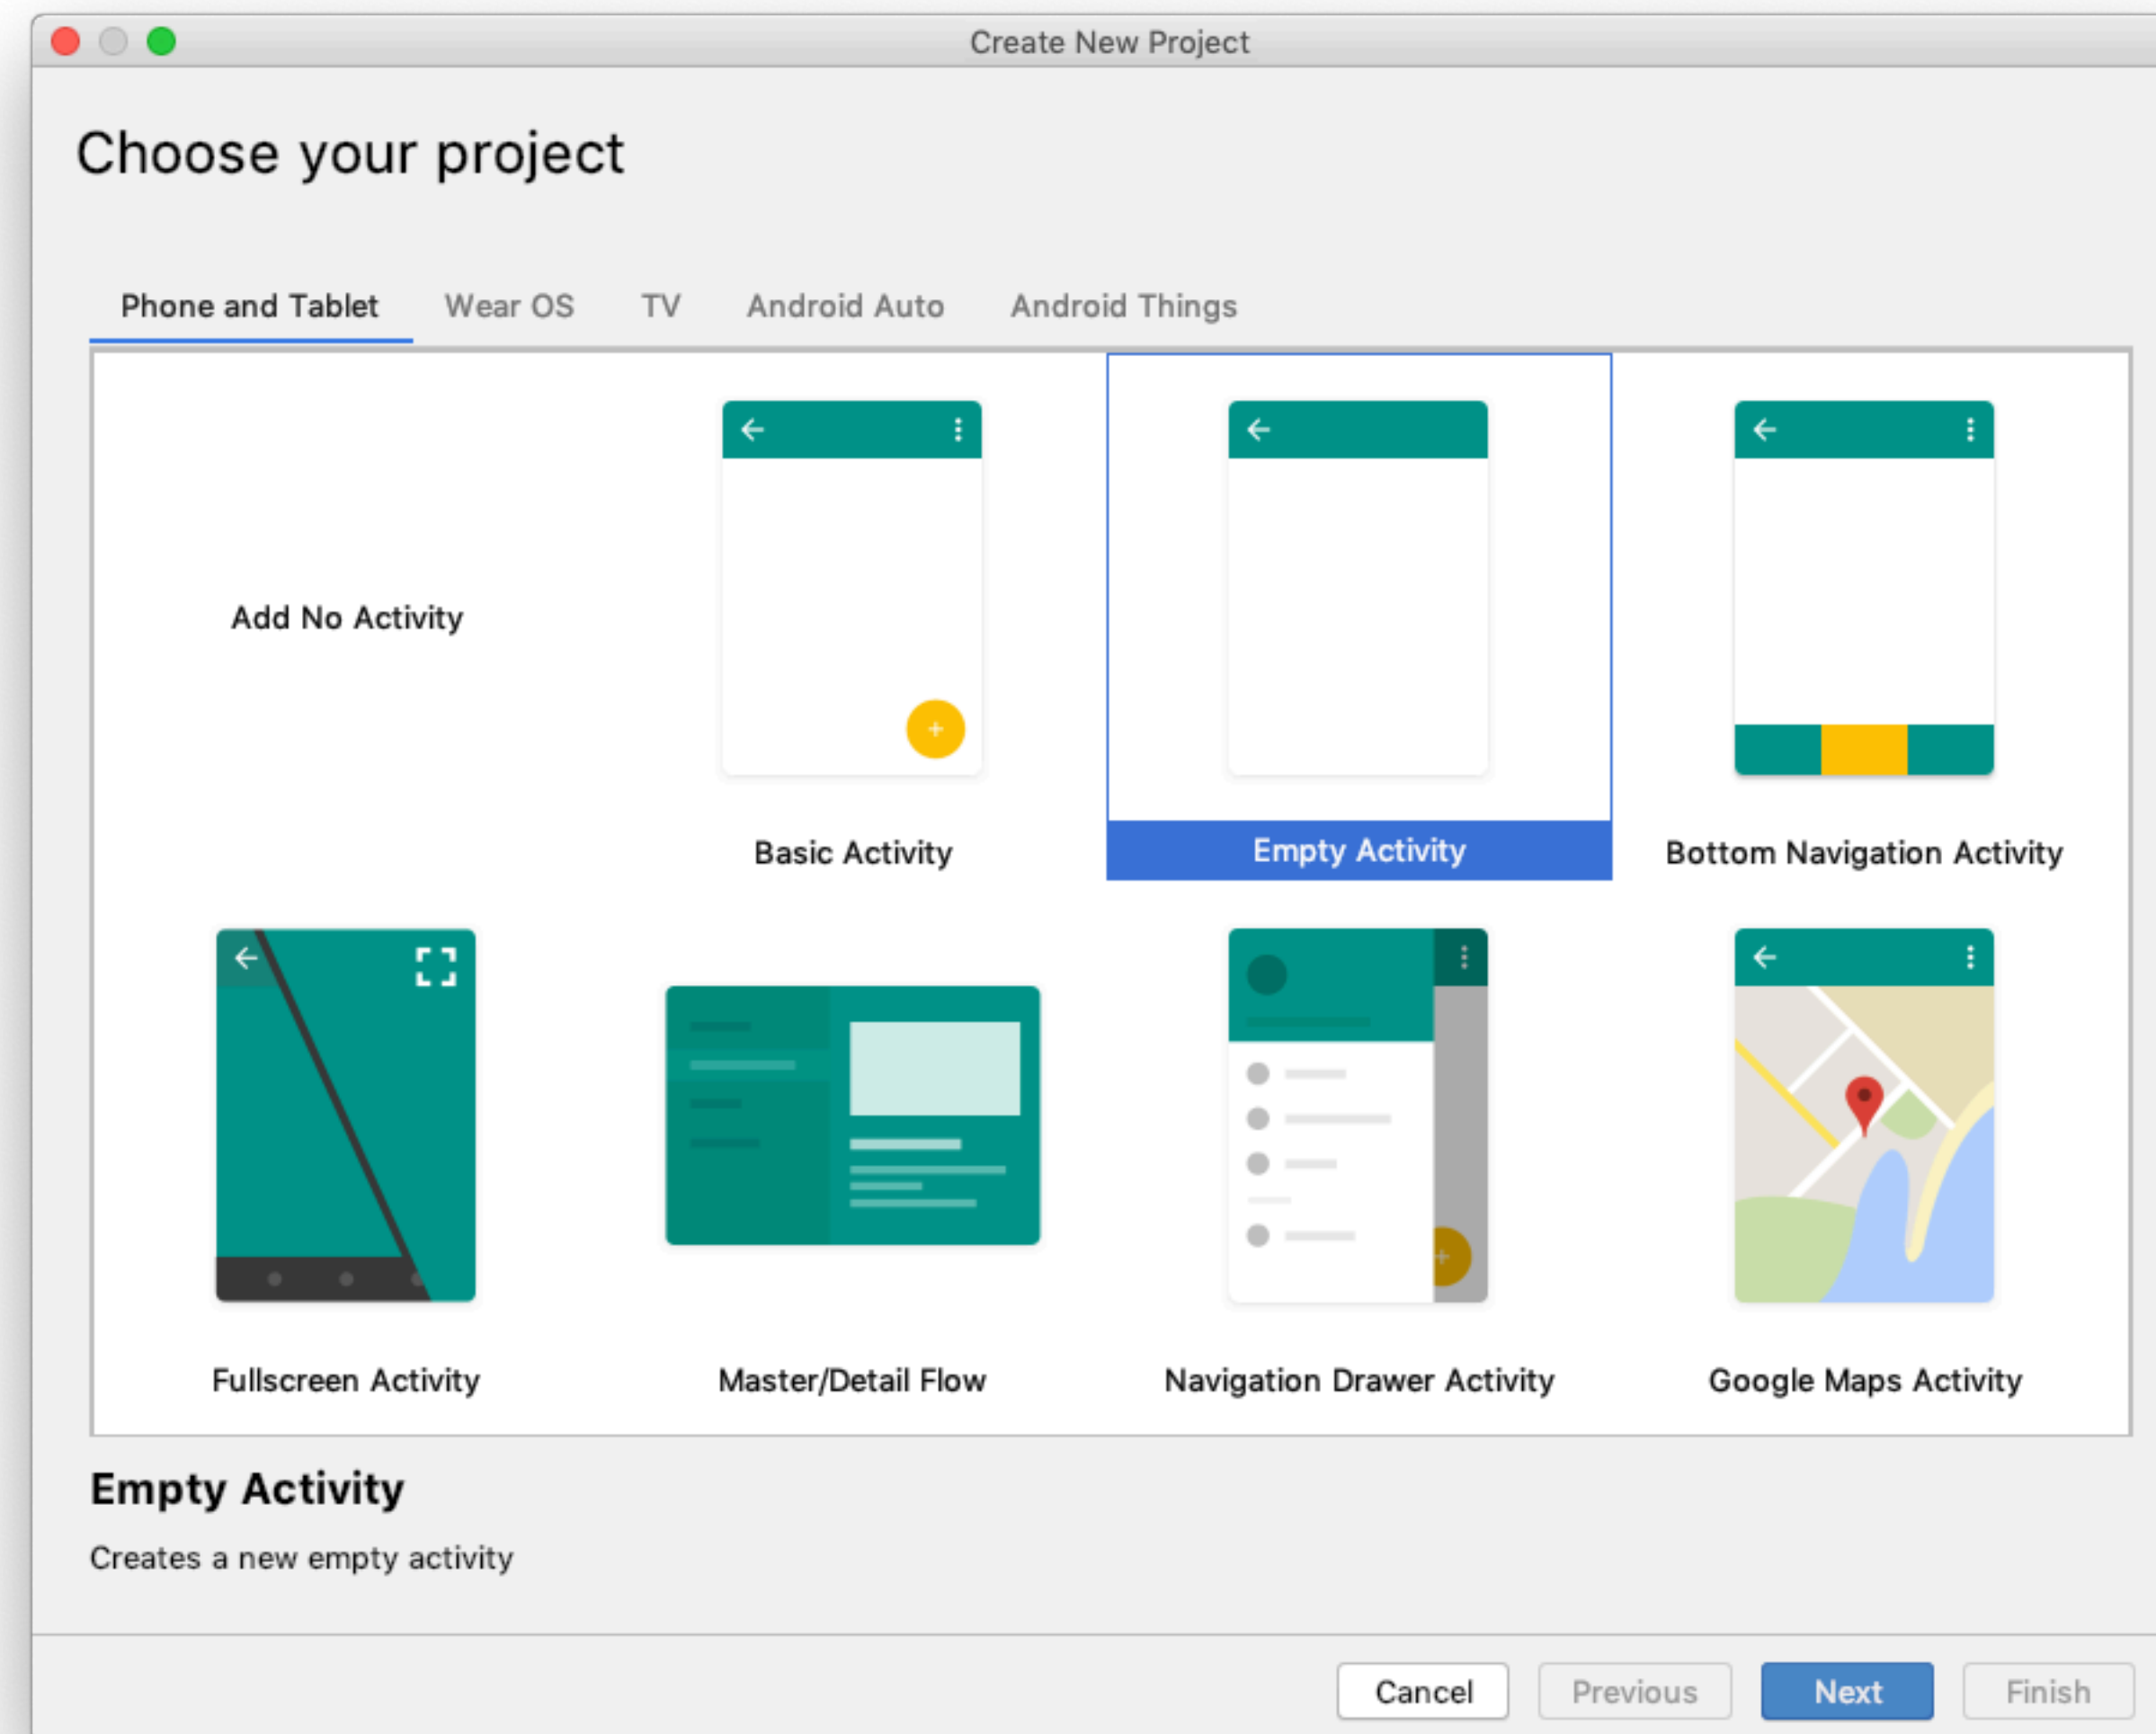 Create New Project
Choose your project
Phone and Tablet Wear OS TV Android Auto Android Things
Add No Activity
Basic Activity
Empty Activity
Bottom Navigation Activity
Fullscreen Activity
Master/Detail Flow
Navigation Drawer Activity
Google Maps Activity
Empty Activity
Creates a new empty activity
Cancel Previous Next Finish